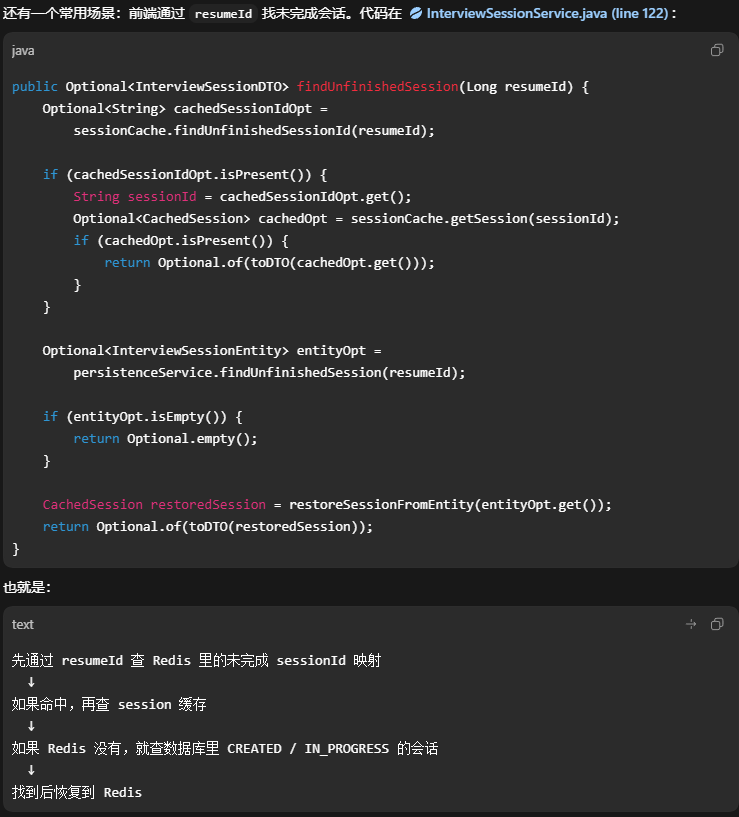 还有一个常用场景：前端通过 resumeId 找未完成会话。代码在 InterviewSessionService.java (line 122)：
java
public Optional<InterviewSessionDTO> findUnfinishedSession(Long resumeId) {
    Optional<String> cachedSessionIdOpt =
        sessionCache.findUnfinishedSessionId(resumeId);

    if (cachedSessionIdOpt.isPresent()) {
        String sessionId = cachedSessionIdOpt.get();
        Optional<CachedSession> cachedOpt = sessionCache.getSession(sessionId);
        if (cachedOpt.isPresent()) {
            return Optional.of(toDTO(cachedOpt.get()));
        }
    }

    Optional<InterviewSessionEntity> entityOpt =
        persistenceService.findUnfinishedSession(resumeId);

    if (entityOpt.isEmpty()) {
        return Optional.empty();
    }

    CachedSession restoredSession = restoreSessionFromEntity(entityOpt.get());
    return Optional.of(toDTO(restoredSession));
}
也就是：
text
先通过 resumeId 查 Redis 里的未完成 sessionId 映射
↓
如果命中，再查 session 缓存
↓
如果 Redis 没有，就查数据库里 CREATED / IN_PROGRESS 的会话
↓
找到后恢复到 Redis